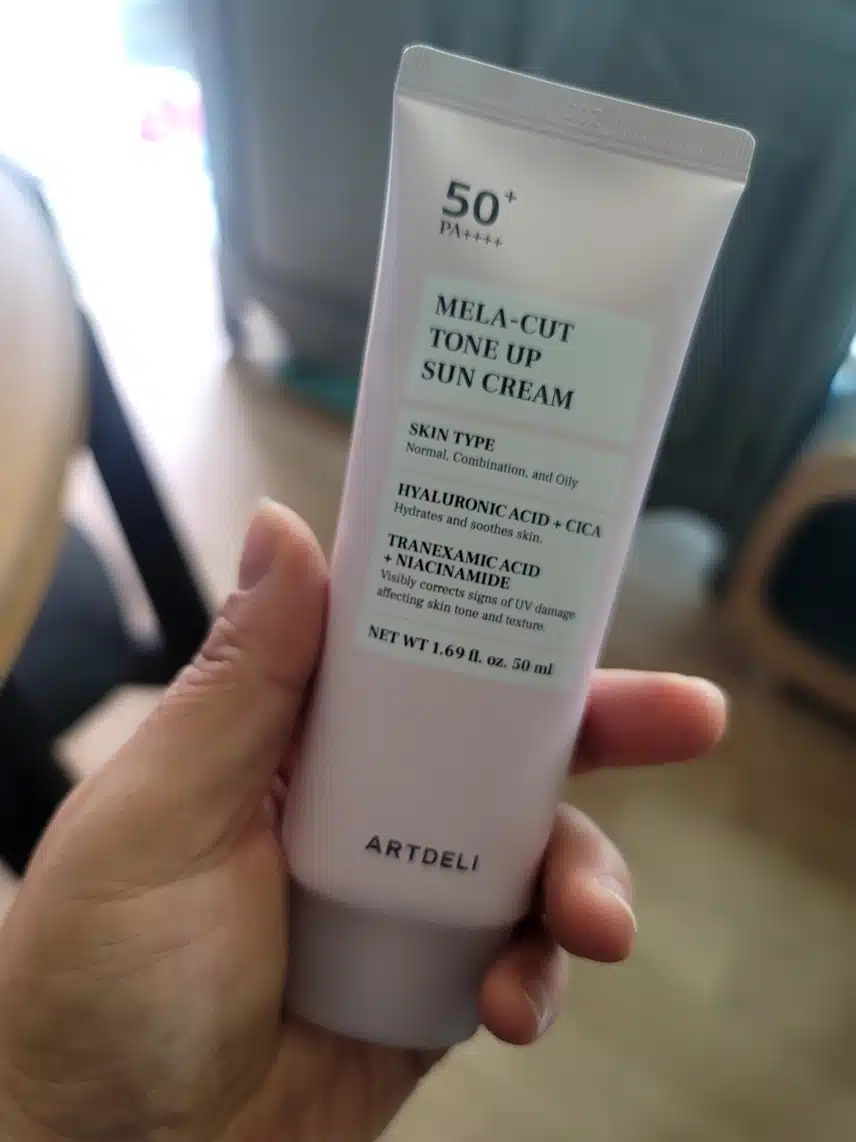 50+
PA++++
MELA-CUT
TONE UP
SUN CREAM
SKIN TYPE
Normal, Combination, and Oily
HYALURONIC ACID + CICA
Hydrates and soothes skin.
TRANEXAMIC ACID
+ NIACINAMIDE
Visibly corrects signs of UV damage
affecting skin tone and texture.
NET WT 1.69 fl. oz. 50 ml
ARTDELI